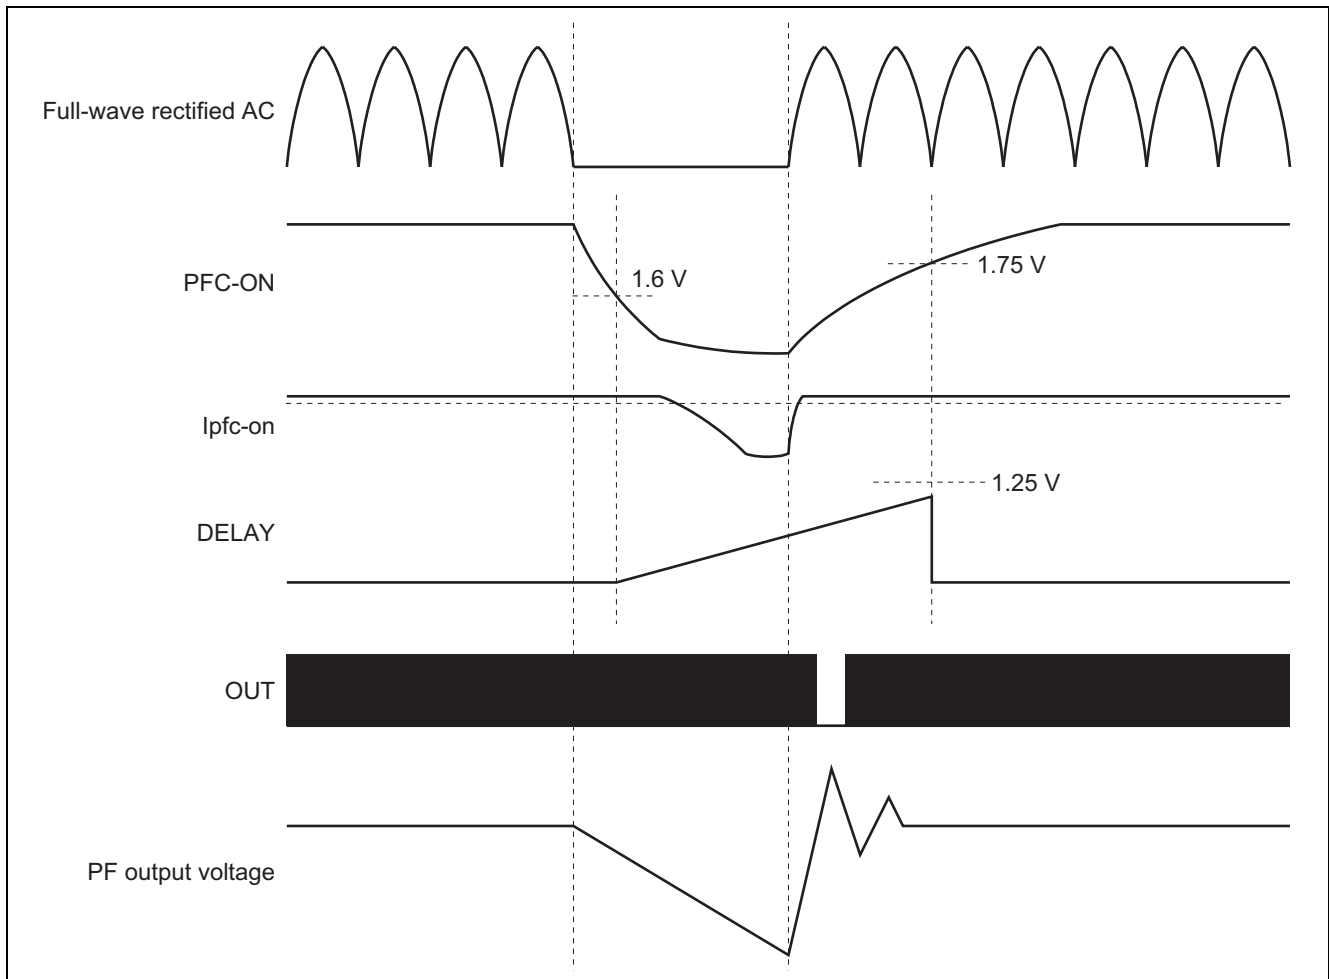 Full-wave rectified AC
PFC-ON
1.6 V
1.75 V
Ipfc-on
1.25 V
DELAY
OUT
PF output voltage